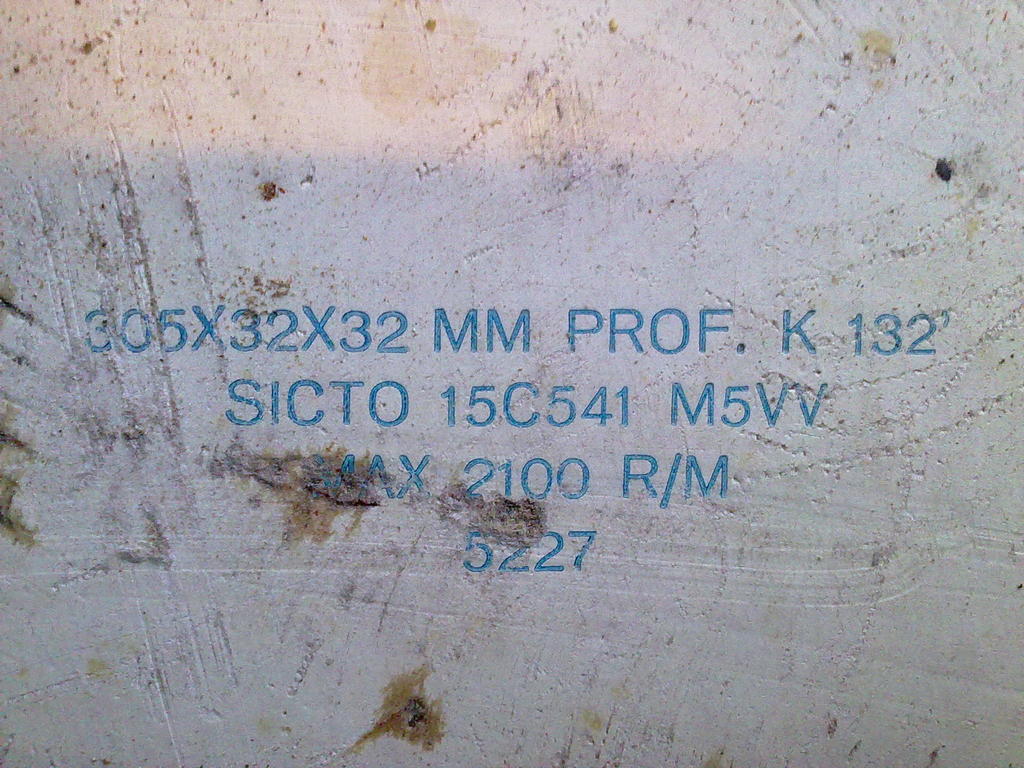 305X32X32 MM PROF. K 132'
SICTO 15C541 M5VV
MAX 2100 R/M
5227